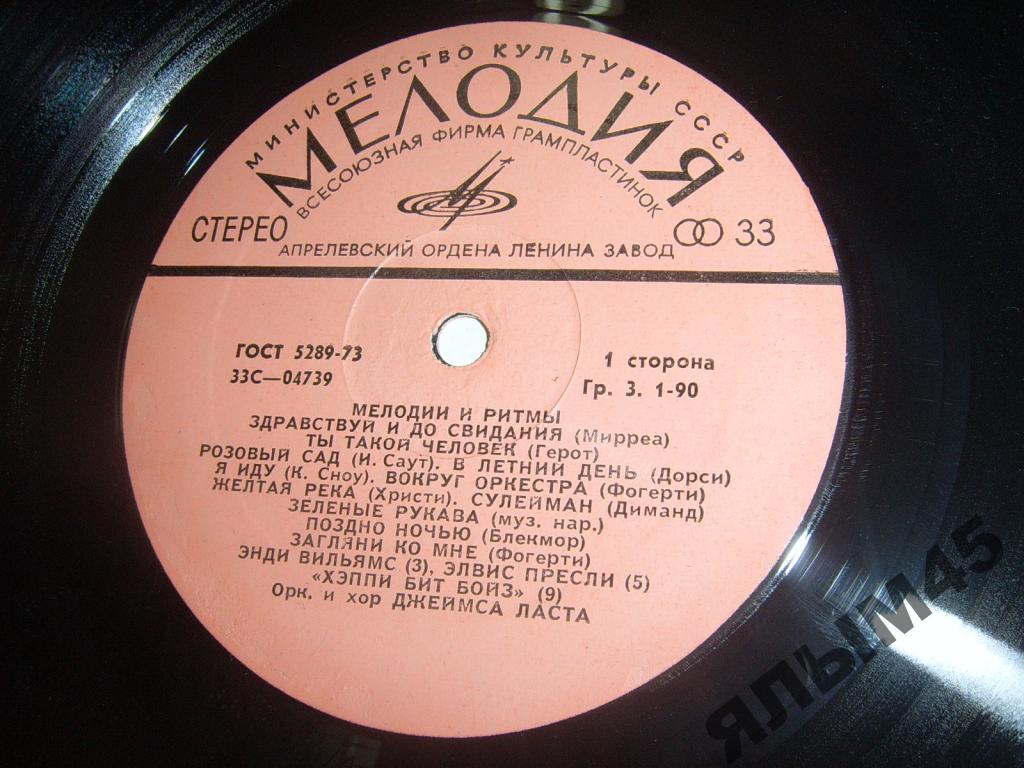 МИНИСТЕРСТВО КУЛЬТУРЫ СССР
МЕЛОДИЯ
ВСЕСОЮЗНАЯ ФИРМА ГРАМПЛАСТИНОК
СТЕРЕО
33
АПРЕЛЕВСКИЙ ОРДЕНА ЛЕНИНА ЗАВОД
ГОСТ 5289-73
1 сторона
33С—04739
Гр. 3. 1-90
МЕЛОДИИ И РИТМЫ
ЗДРАВСТВУЙ И ДО СВИДАНИЯ (Мирреа)
ТЫ ТАКОЙ ЧЕЛОВЕК (Герот)
РОЗОВЫЙ САД (И. Саут). В ЛЕТНИЙ ДЕНЬ (Дорси)
Я ИДУ (К. Сноу). ВОКРУГ ОРКЕСТРА (Фогерти)
ЖЕЛТАЯ РЕКА (Христи). СУЛЕЙМАН (Диманд)
ЗЕЛЕНЫЕ РУКАВА (муз. нар.)
ПОЗДНО НОЧЬЮ (Блекмор)
ЗАГЛЯНИ КО МНЕ (Фогерти)
ЭНДИ ВИЛЬЯМС (3), ЭЛВИС ПРЕСЛИ (5)
«ХЭППИ БИТ БОЙЗ» (9)
Орк. и хор ДЖЕЙМСА ЛАСТА
ЯЛЫМ45